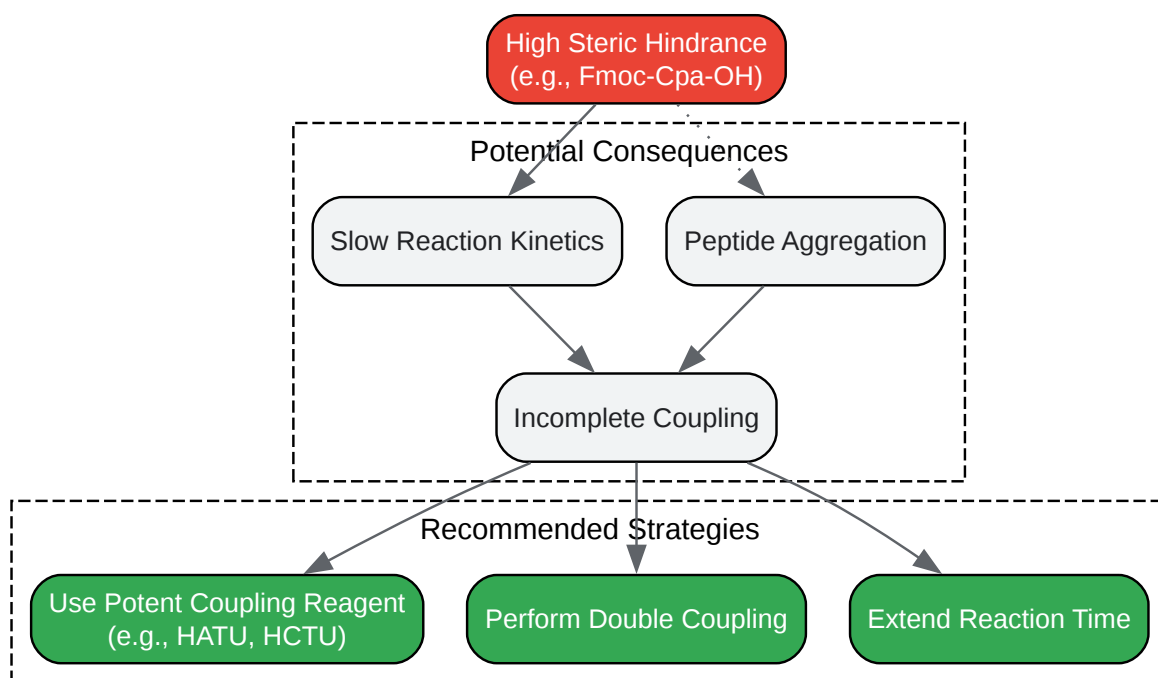 High Steric Hindrance
(e.g., Fmoc-Cpa-OH)
Potential Consequences
Slow Reaction Kinetics
Peptide Aggregation
Incomplete Coupling
Recommended Strategies
Use Potent Coupling Reagent
(e.g., HATU, HCTU)
Perform Double Coupling
Extend Reaction Time